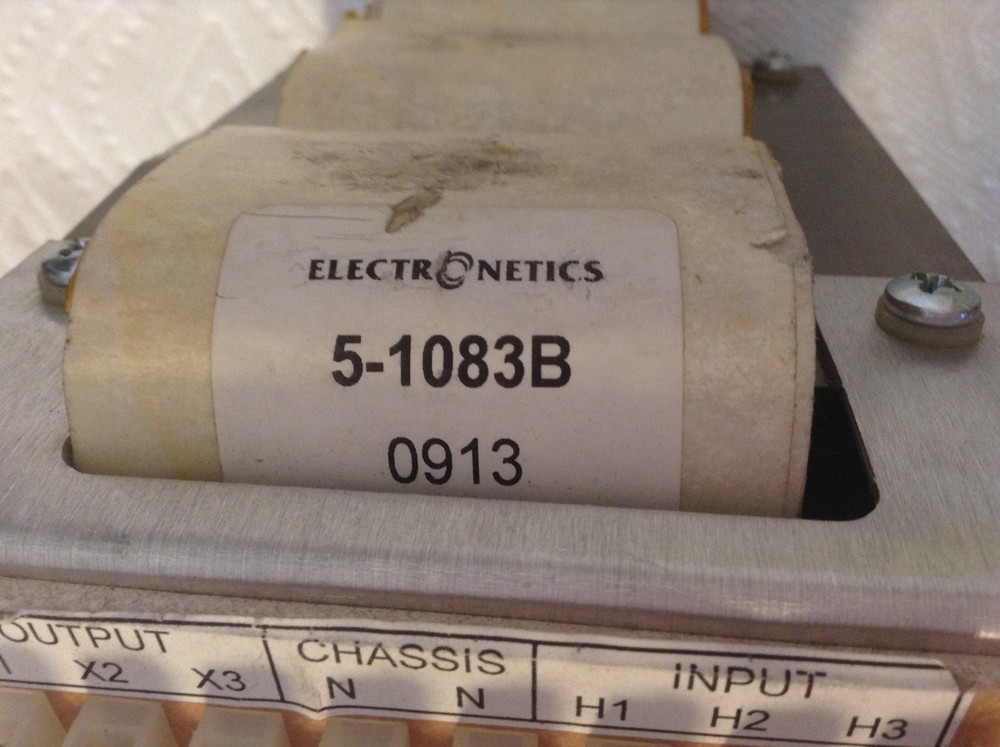 ELECTRONETICS
5-1083B
0913
OUTPUT CHASSIS INPUT
X2 X3 N N H1 H2 H3